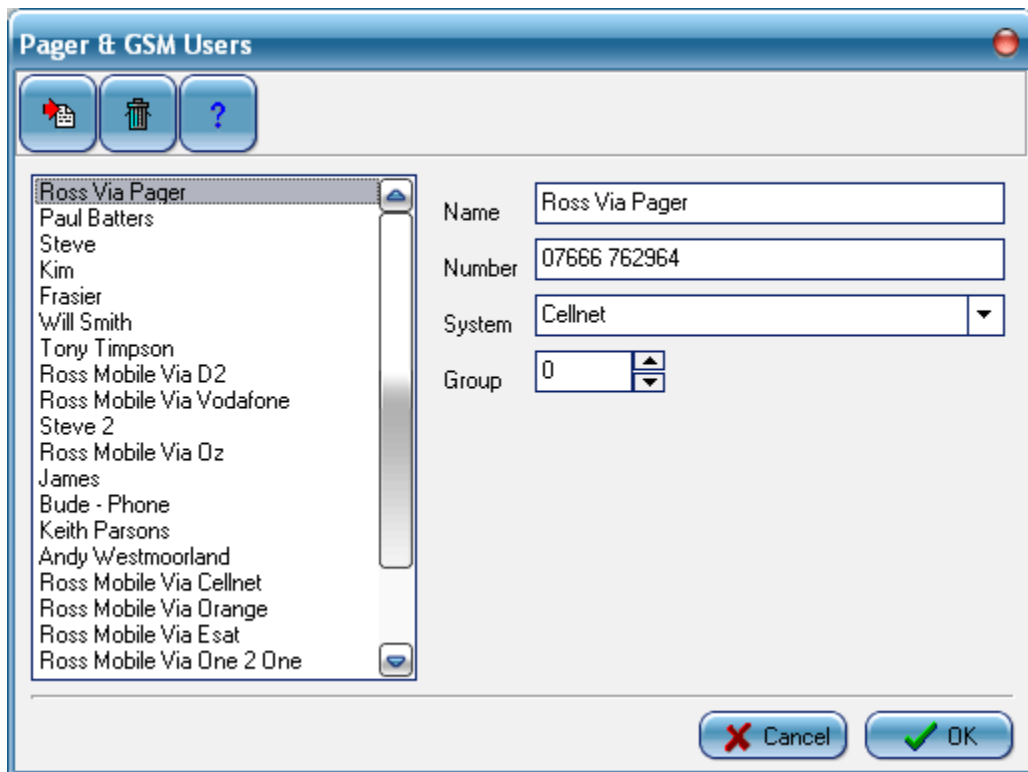 Pager & GSM Users
?
Ross Via Pager
Paul Batters
Steve
Kim
Frasier
Will Smith
Tony Timpson
Ross Mobile Via D2
Ross Mobile Via Vodafone
Steve 2
Ross Mobile Via Oz
James
Bude - Phone
Keith Parsons
Andy Westmoorland
Ross Mobile Via Cellnet
Ross Mobile Via Orange
Ross Mobile Via Esat
Ross Mobile Via One 2 One
Name Ross Via Pager
Number 07666 762964
System Cellnet
Group 0
Cancel OK